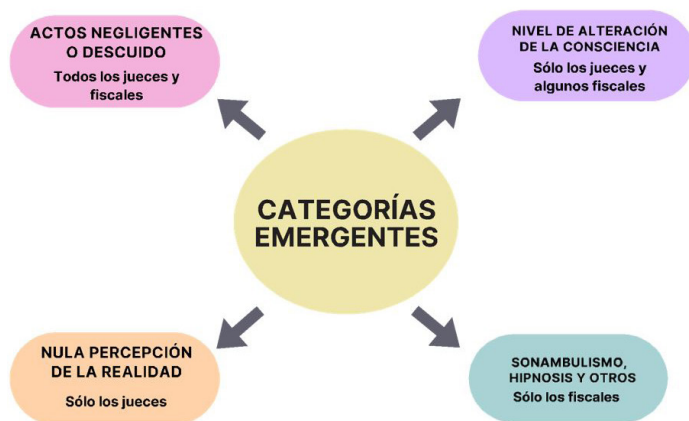 ACTOS NEGLIGENTES
O DESCUIDO
Todos los jueces y
fiscales
NIVEL DE ALTERACIÓN
DE LA CONSCIENCIA
Sólo los jueces y
algunos fiscales
CATEGORÍAS
EMERGENTES
NULA PERCEPCIÓN
DE LA REALIDAD
Sólo los jueces
SONAMBULISMO,
HIPNOSIS Y OTROS
Sólo los fiscales